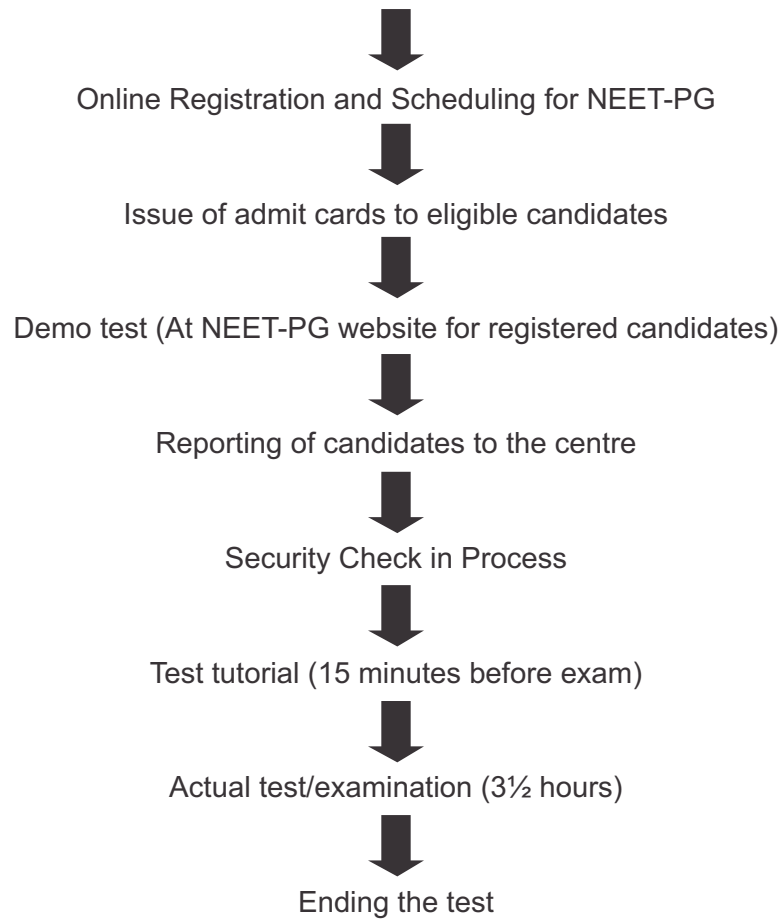 Online Registration and Scheduling for NEET-PG
Issue of admit cards to eligible candidates
Demo test (At NEET-PG website for registered candidates)
Reporting of candidates to the centre
Security Check in Process
Test tutorial (15 minutes before exam)
Actual test/examination (3½ hours)
Ending the test